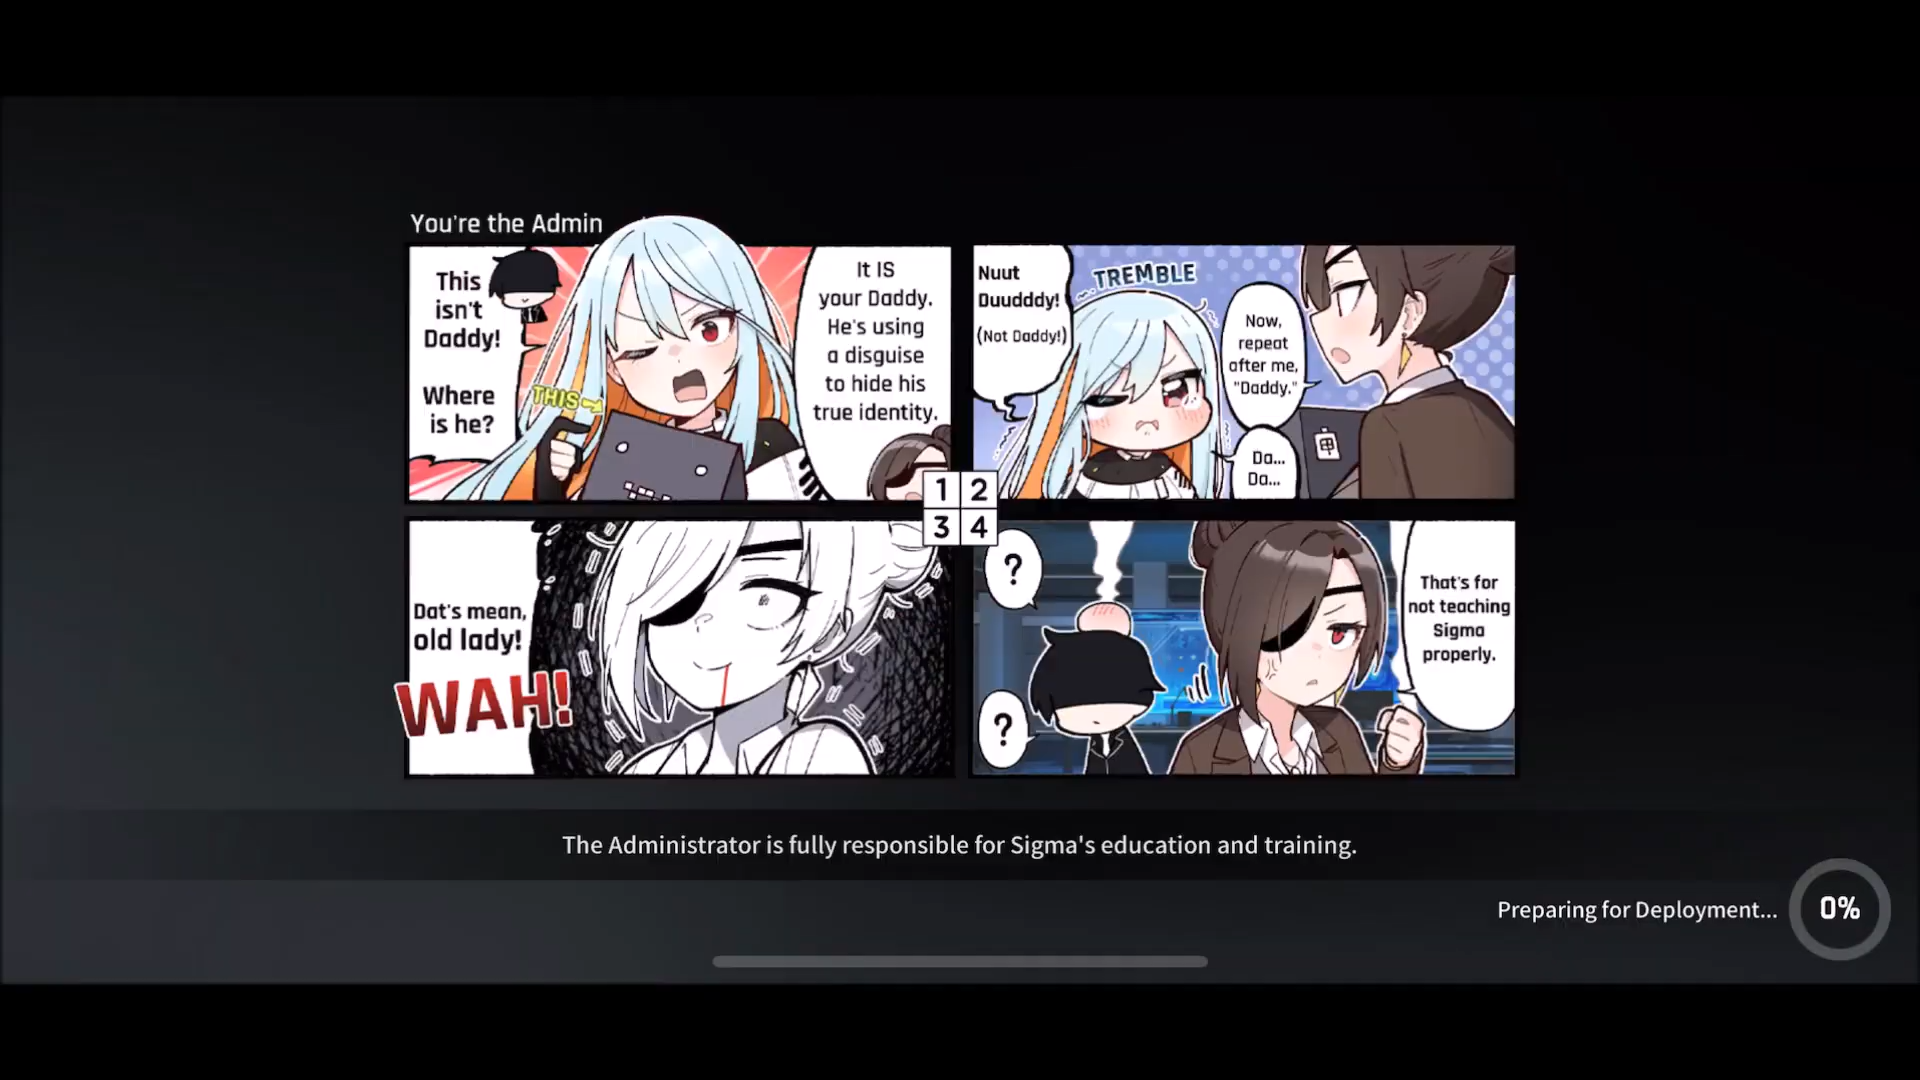 You're the Admin
This
isn't
Daddy!
Where
is he?
THIS
It IS
your Daddy.
He's using
a disguise
to hide his
true identity.
Nuut
Duudddy!
(Not Daddy!)
TREMBLE
Now,
repeat
after me,
"Daddy."
Da...
Da...
1 2
3 4
Dat's mean,
old lady!
WAH!
?
?
That's for
not teaching
Sigma
properly.
The Administrator is fully responsible for Sigma's education and training.
Preparing for Deployment...
0%